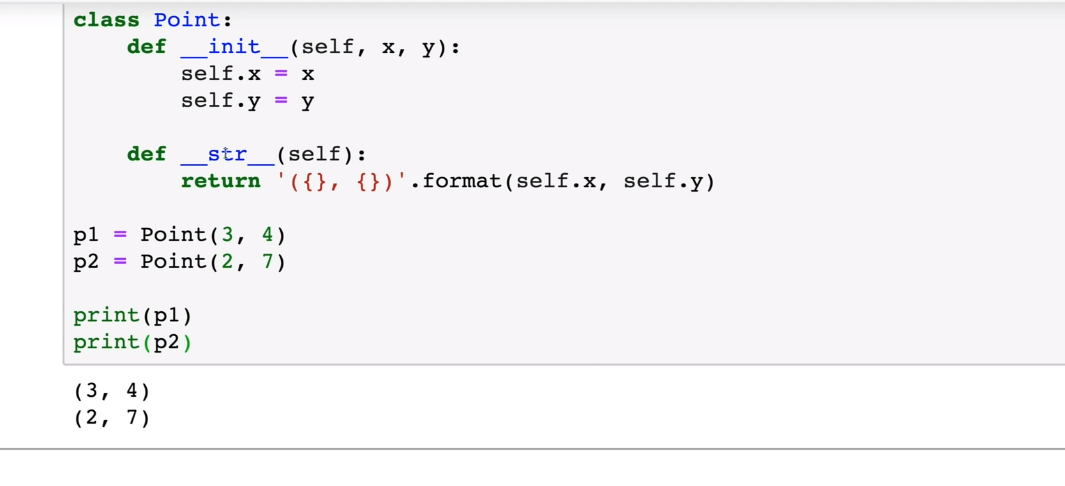 class Point:
    def __init__(self, x, y):
        self.x = x
        self.y = y
    def __str__(self):
        return '({}, {})'.format(self.x, self.y)
p1 = Point(3, 4)
p2 = Point(2, 7)
print(p1)
print(p2)
(3, 4)
(2, 7)